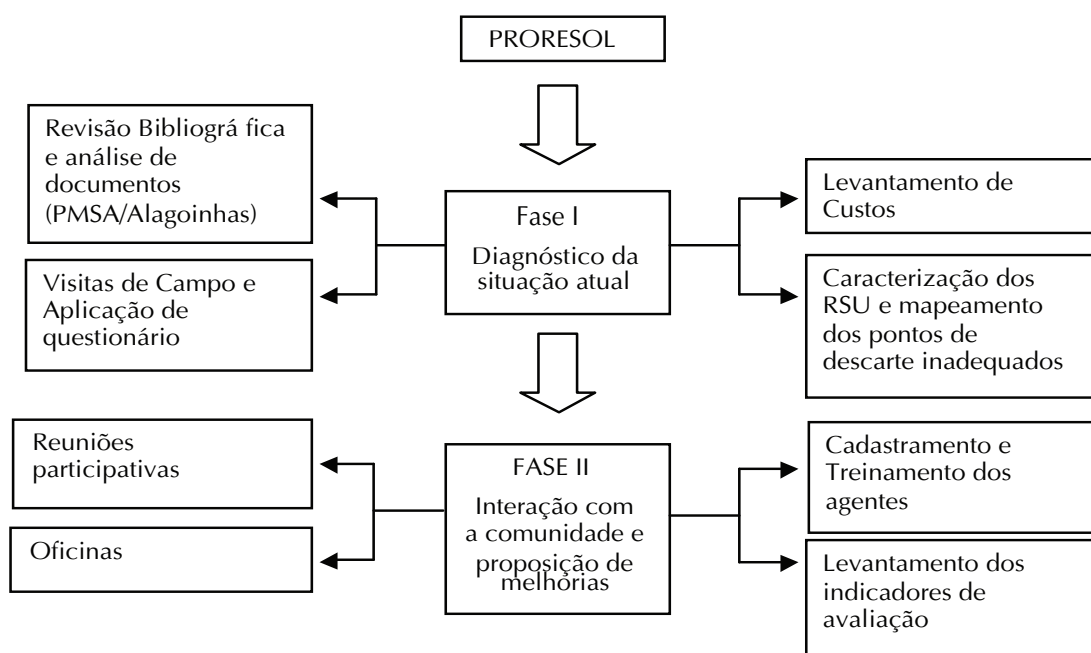 PRORESOL
Revisão Bibliográ fica
e análise de
documentos
(PMSA/Alagoinhas)
Visitas de Campo e
Aplicação de
questionário
Fase I
Diagnóstico da
situação atual
Levantamento de
Custos
Caracterização dos
RSU e mapeamento
dos pontos de
descarte inadequados
Reuniões
participativas
Oficinas
FASE II
Interação com
a comunidade e
proposição de
melhorias
Cadastramento e
Treinamento dos
agentes
Levantamento dos
indicadores de
avaliação